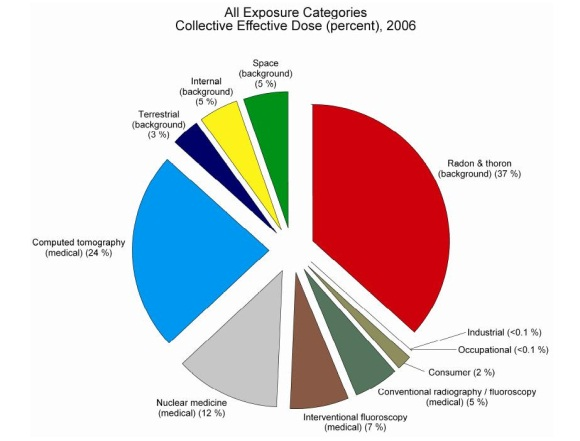 All Exposure Categories
Collective Effective Dose (percent), 2006
Space
(background)
(5 %)
Internal
(background)
(5 %)
Terrestrial
(background)
(3 %)
Radon & thoron
(background) (37 %)
Computed tomography
(medical) (24 %)
Industrial (<0.1 %)
Occupational (<0.1 %)
Consumer (2 %)
Conventional radiography / fluoroscopy
(medical) (5 %)
Nuclear medicine
(medical) (12 %)
Interventional fluoroscopy
(medical) (7 %)